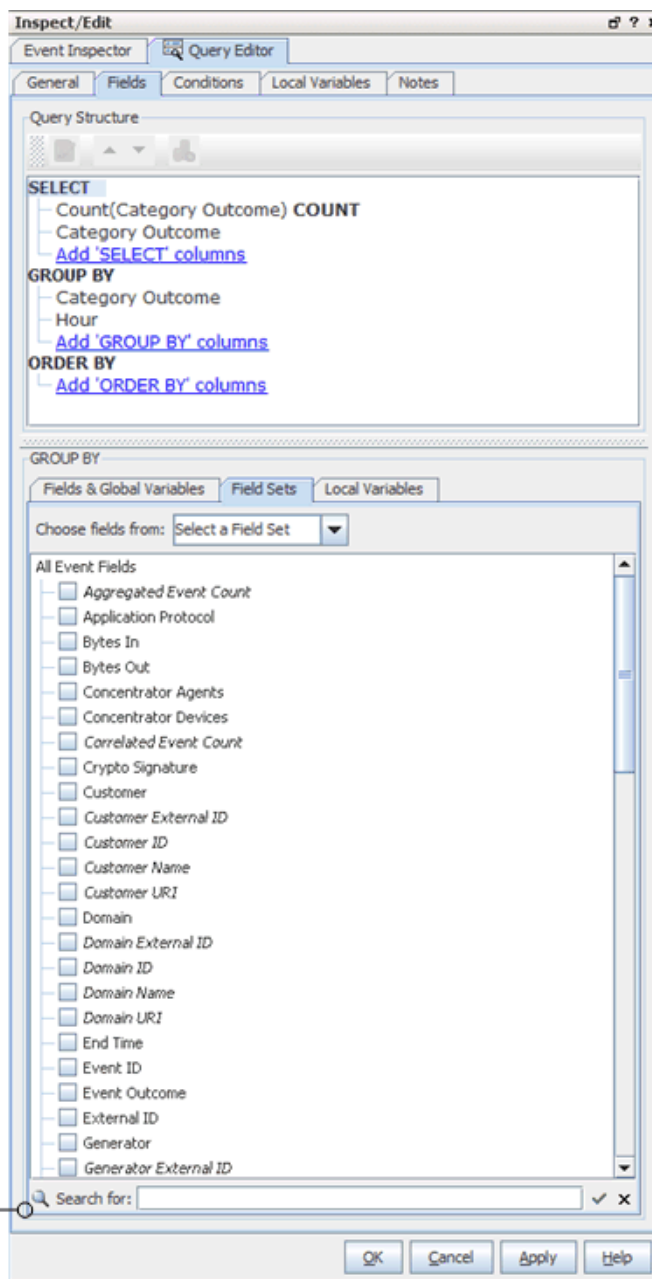 Inspect/Edit
Event Inspector Query Editor
General Fields Conditions Local Variables Notes
Query Structure
SELECT
Count(Category Outcome) COUNT
Category Outcome
Add 'SELECT' columns
GROUP BY
Category Outcome
Hour
Add 'GROUP BY' columns
ORDER BY
Add 'ORDER BY' columns
GROUP BY
Fields & Global Variables Field Sets Local Variables
Choose fields from: Select a Field Set
All Event Fields
Aggregated Event Count
Application Protocol
Bytes In
Bytes Out
Concentrator Agents
Concentrator Devices
Correlated Event Count
Crypto Signature
Customer
Customer External ID
Customer ID
Customer Name
Customer URI
Domain
Domain External ID
Domain ID
Domain Name
Domain URI
End Time
Event ID
Event Outcome
External ID
Generator
Generator External ID
Search for:
OK Cancel Apply Help